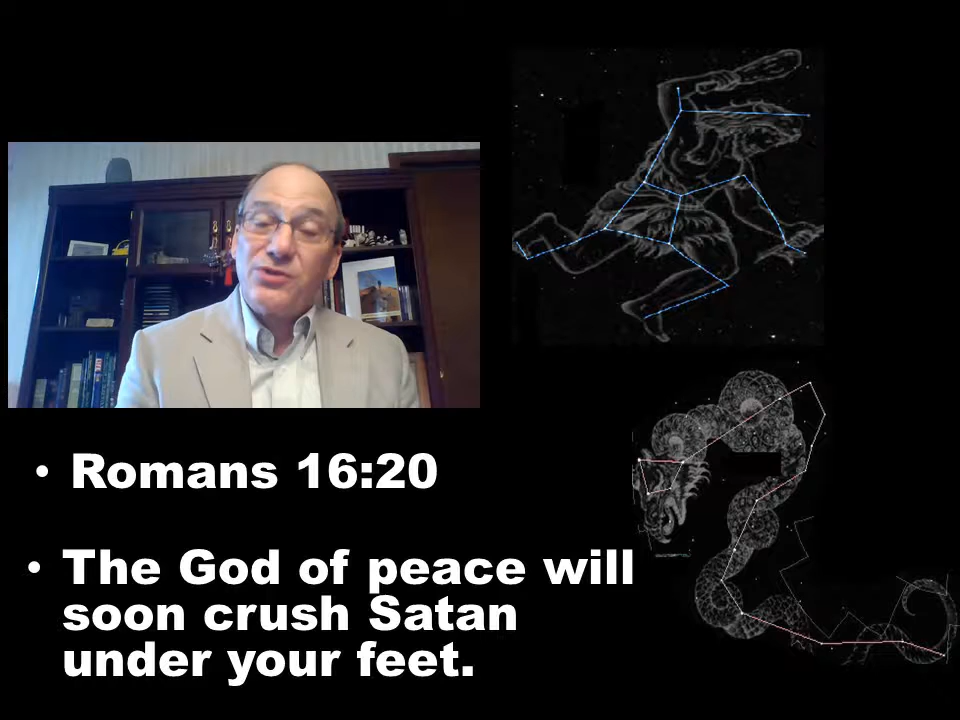 • Romans 16:20
• The God of peace will
soon crush Satan
under your feet.